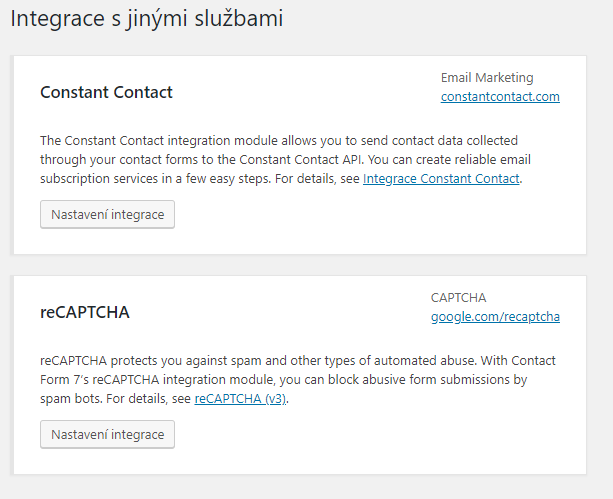 Integrace s jinými službami
Constant Contact
Email Marketing
constantcontact.com
The Constant Contact integration module allows you to send contact data collected
through your contact forms to the Constant Contact API. You can create reliable email
subscription services in a few easy steps. For details, see Integrace Constant Contact.
Nastavení integrace
reCAPTCHA
CAPTCHA
google.com/recaptcha
reCAPTCHA protects you against spam and other types of automated abuse. With Contact
Form 7’s reCAPTCHA integration module, you can block abusive form submissions by
spam bots. For details, see reCAPTCHA (v3).
Nastavení integrace